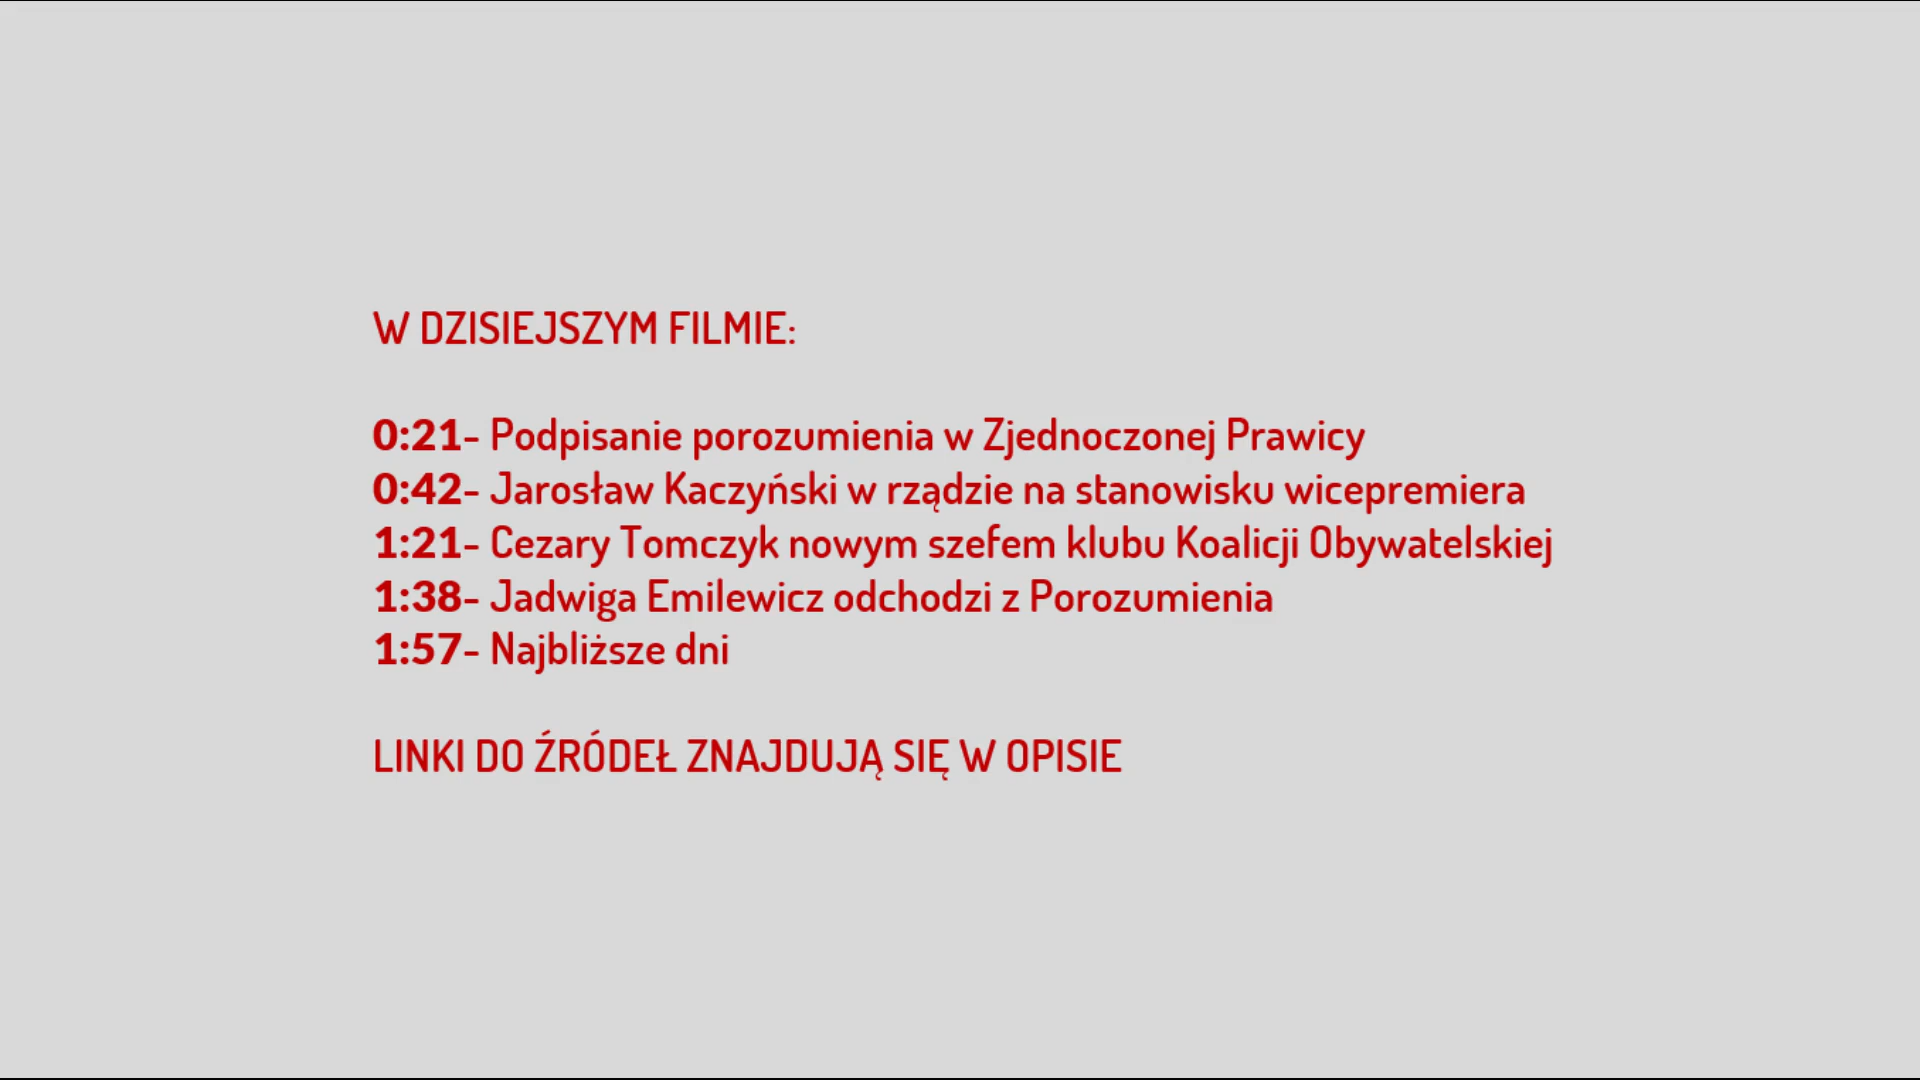 W DZISIEJSZYM FILMIE:
0:21- Podpisanie porozumienia w Zjednoczonej Prawicy
0:42- Jarosław Kaczyński w rządzie na stanowisku wicepremiera
1:21- Cezary Tomczyk nowym szefem klubu Koalicji Obywatelskiej
1:38- Jadwiga Emilewicz odchodzi z Porozumienia
1:57- Najbliższe dni
LINKI DO ŹRÓDEŁ ZNAJDUJĄ SIĘ W OPISIE